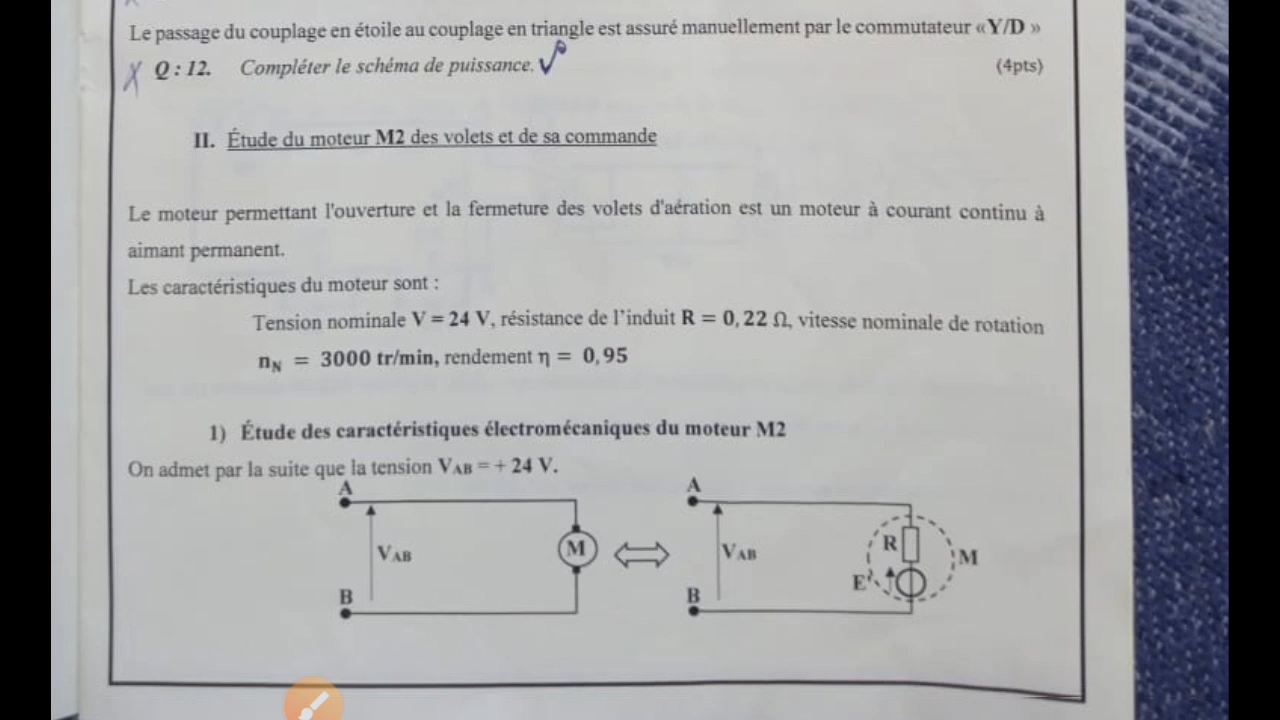 Le passage du couplage en étoile au couplage en triangle est assuré manuellement par le commutateur «Y/D »
Q : 12. Compléter le schéma de puissance. (4pts)
II. Étude du moteur M2 des volets et de sa commande
Le moteur permettant l'ouverture et la fermeture des volets d'aération est un moteur à courant continu à
aimant permanent.
Les caractéristiques du moteur sont :
Tension nominale V = 24 V, résistance de l'induit R = 0,22 Ω, vitesse nominale de rotation
nN = 3000 tr/min, rendement η = 0,95
1) Étude des caractéristiques électromécaniques du moteur M2
On admet par la suite que la tension VAB = + 24 V.
A A
R
VAB M VAB M
E'
B B